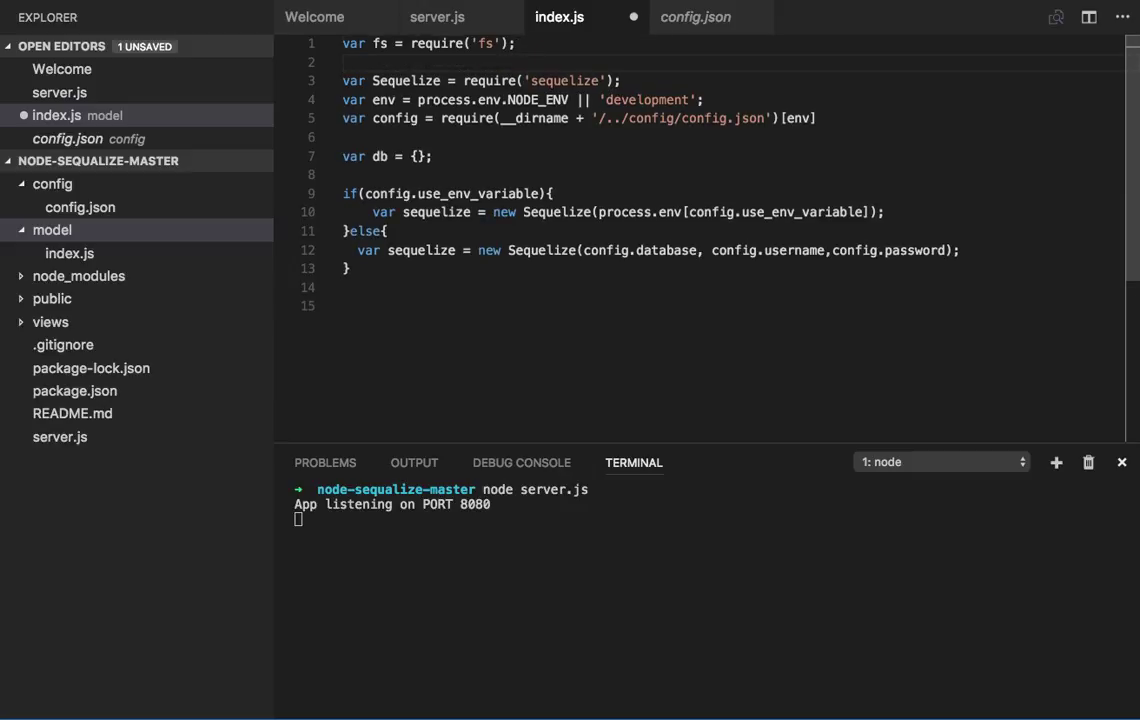 EXPLORER
Welcome
server.js
index.js
config.json
OPEN EDITORS 1 UNSAVED
Welcome
server.js
index.js model
config.json config
NODE-SEQUALIZE-MASTER
config
config.json
model
index.js
node_modules
public
views
.gitignore
package-lock.json
package.json
README.md
server.js
1 var fs = require('fs');
2
3 var Sequelize = require('sequelize');
4 var env = process.env.NODE_ENV || 'development';
5 var config = require(__dirname + '/../config/config.json')[env]
6
7 var db = {};
8
9 if(config.use_env_variable){
10 var sequelize = new Sequelize(process.env[config.use_env_variable]);
11 }else{
12 var sequelize = new Sequelize(config.database, config.username,config.password);
13 }
14
15
PROBLEMS OUTPUT DEBUG CONSOLE TERMINAL 1: node
➜ node-sequalize-master node server.js
App listening on PORT 8080